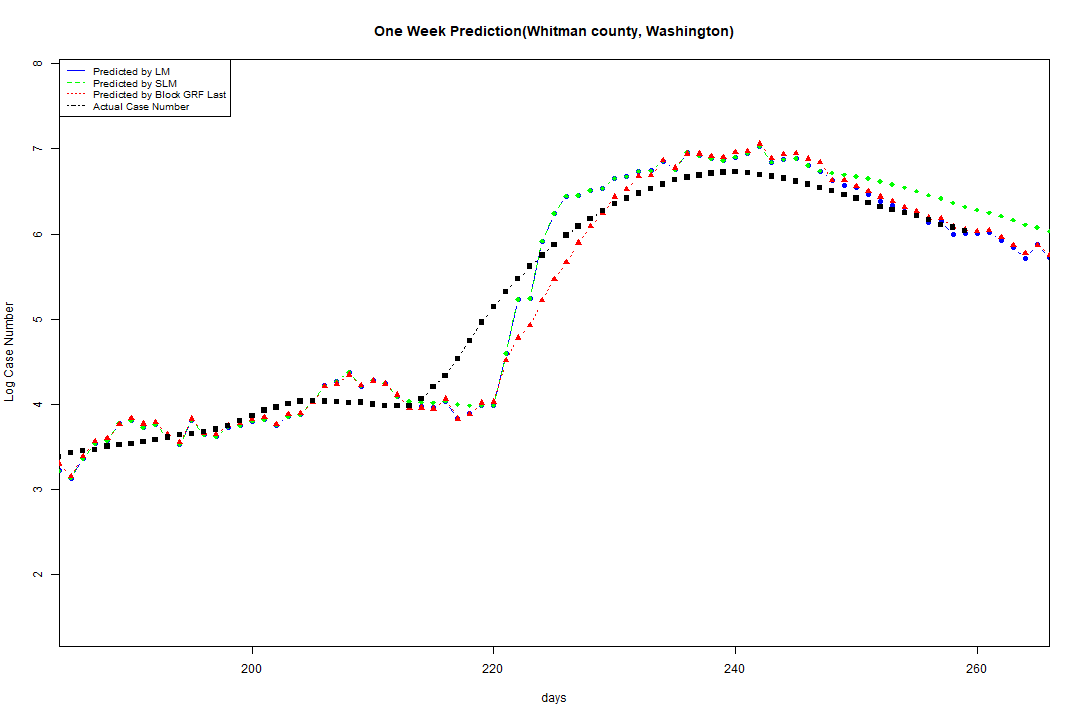 One Week Prediction(Whitman county, Washington)
Predicted by LM
Predicted by SLM
Predicted by Block GRF Last
Actual Case Number
Log Case Number
8
7
6
5
4
3
2
200 220 240 260
days